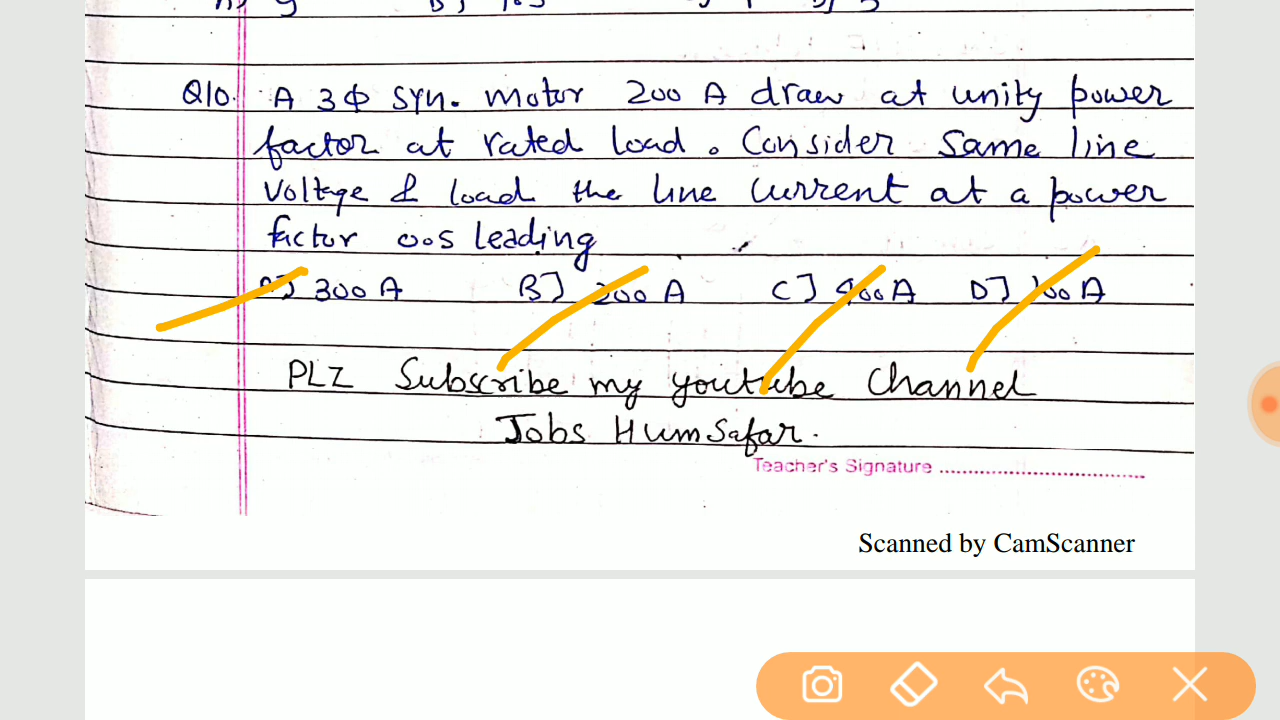 Q10. A 3Φ syn. motor 200 A draw at unity power
factor at rated load. Consider Same line
Voltage & load the line current at a power
factor 0.5 leading
A] 300 A B] 200 A C] 400 A D] 100 A
PLZ Subscribe my youtube Channel
Jobs HumSafar.
Teacher's Signature
Scanned by CamScanner